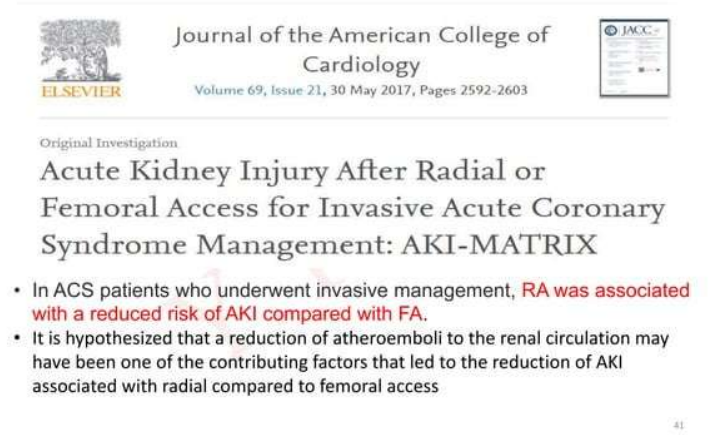 Journal of the American College of
Cardiology
Volume 69, Issue 21, 30 May 2017, Pages 2592-2603
ELSEVIER
JACC
Original Investigation
Acute Kidney Injury After Radial or
Femoral Access for Invasive Acute Coronary
Syndrome Management: AKI-MATRIX
• In ACS patients who underwent invasive management, RA was associated
with a reduced risk of AKI compared with FA.
• It is hypothesized that a reduction of atheroemboli to the renal circulation may
have been one of the contributing factors that led to the reduction of AKI
associated with radial compared to femoral access
41